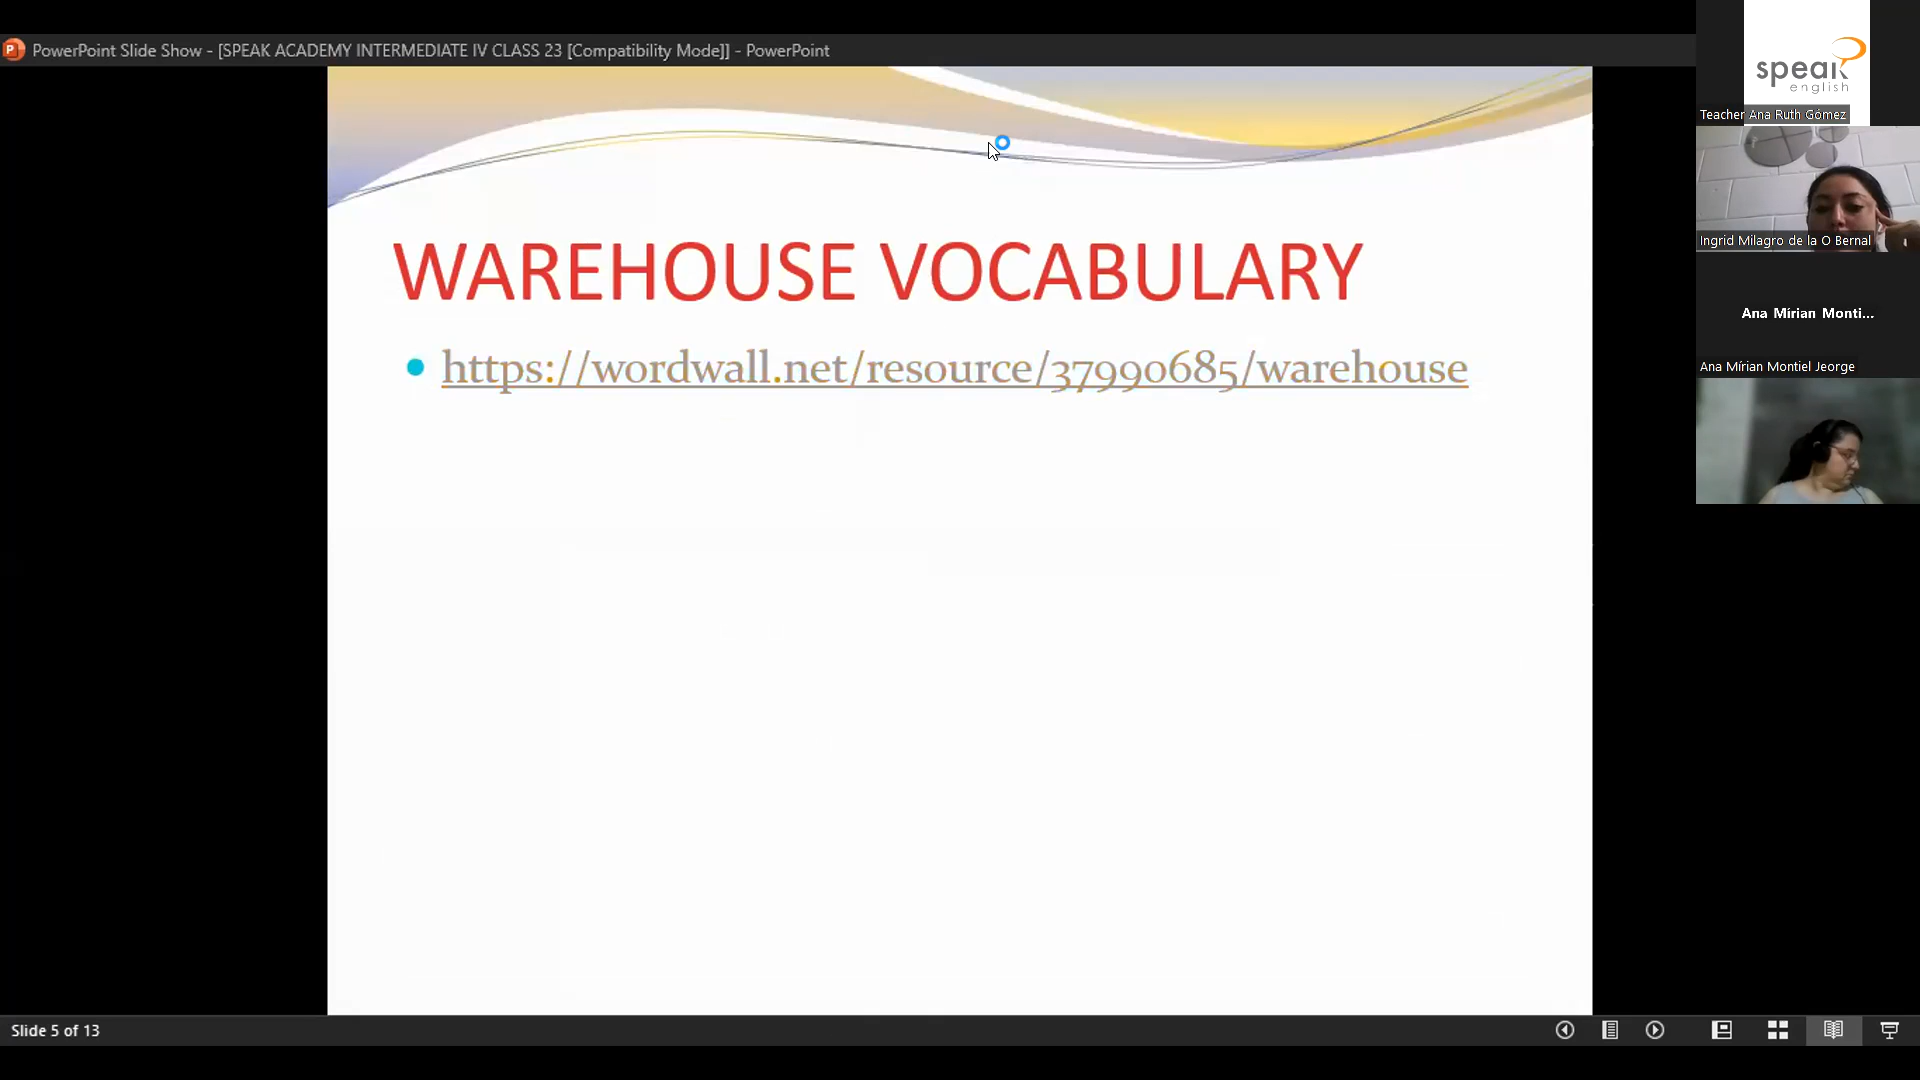 PowerPoint Slide Show - [SPEAK ACADEMY INTERMEDIATE IV CLASS 23 [Compatibility Mode]] - PowerPoint
WAREHOUSE VOCABULARY
https://wordwall.net/resource/37990685/warehouse
Slide 5 of 13
speak
english
Teacher Ana Ruth Gómez
Ingrid Milagro de la O Bernal
Ana Mírian Monti...
Ana Mírian Montiel Jeorge